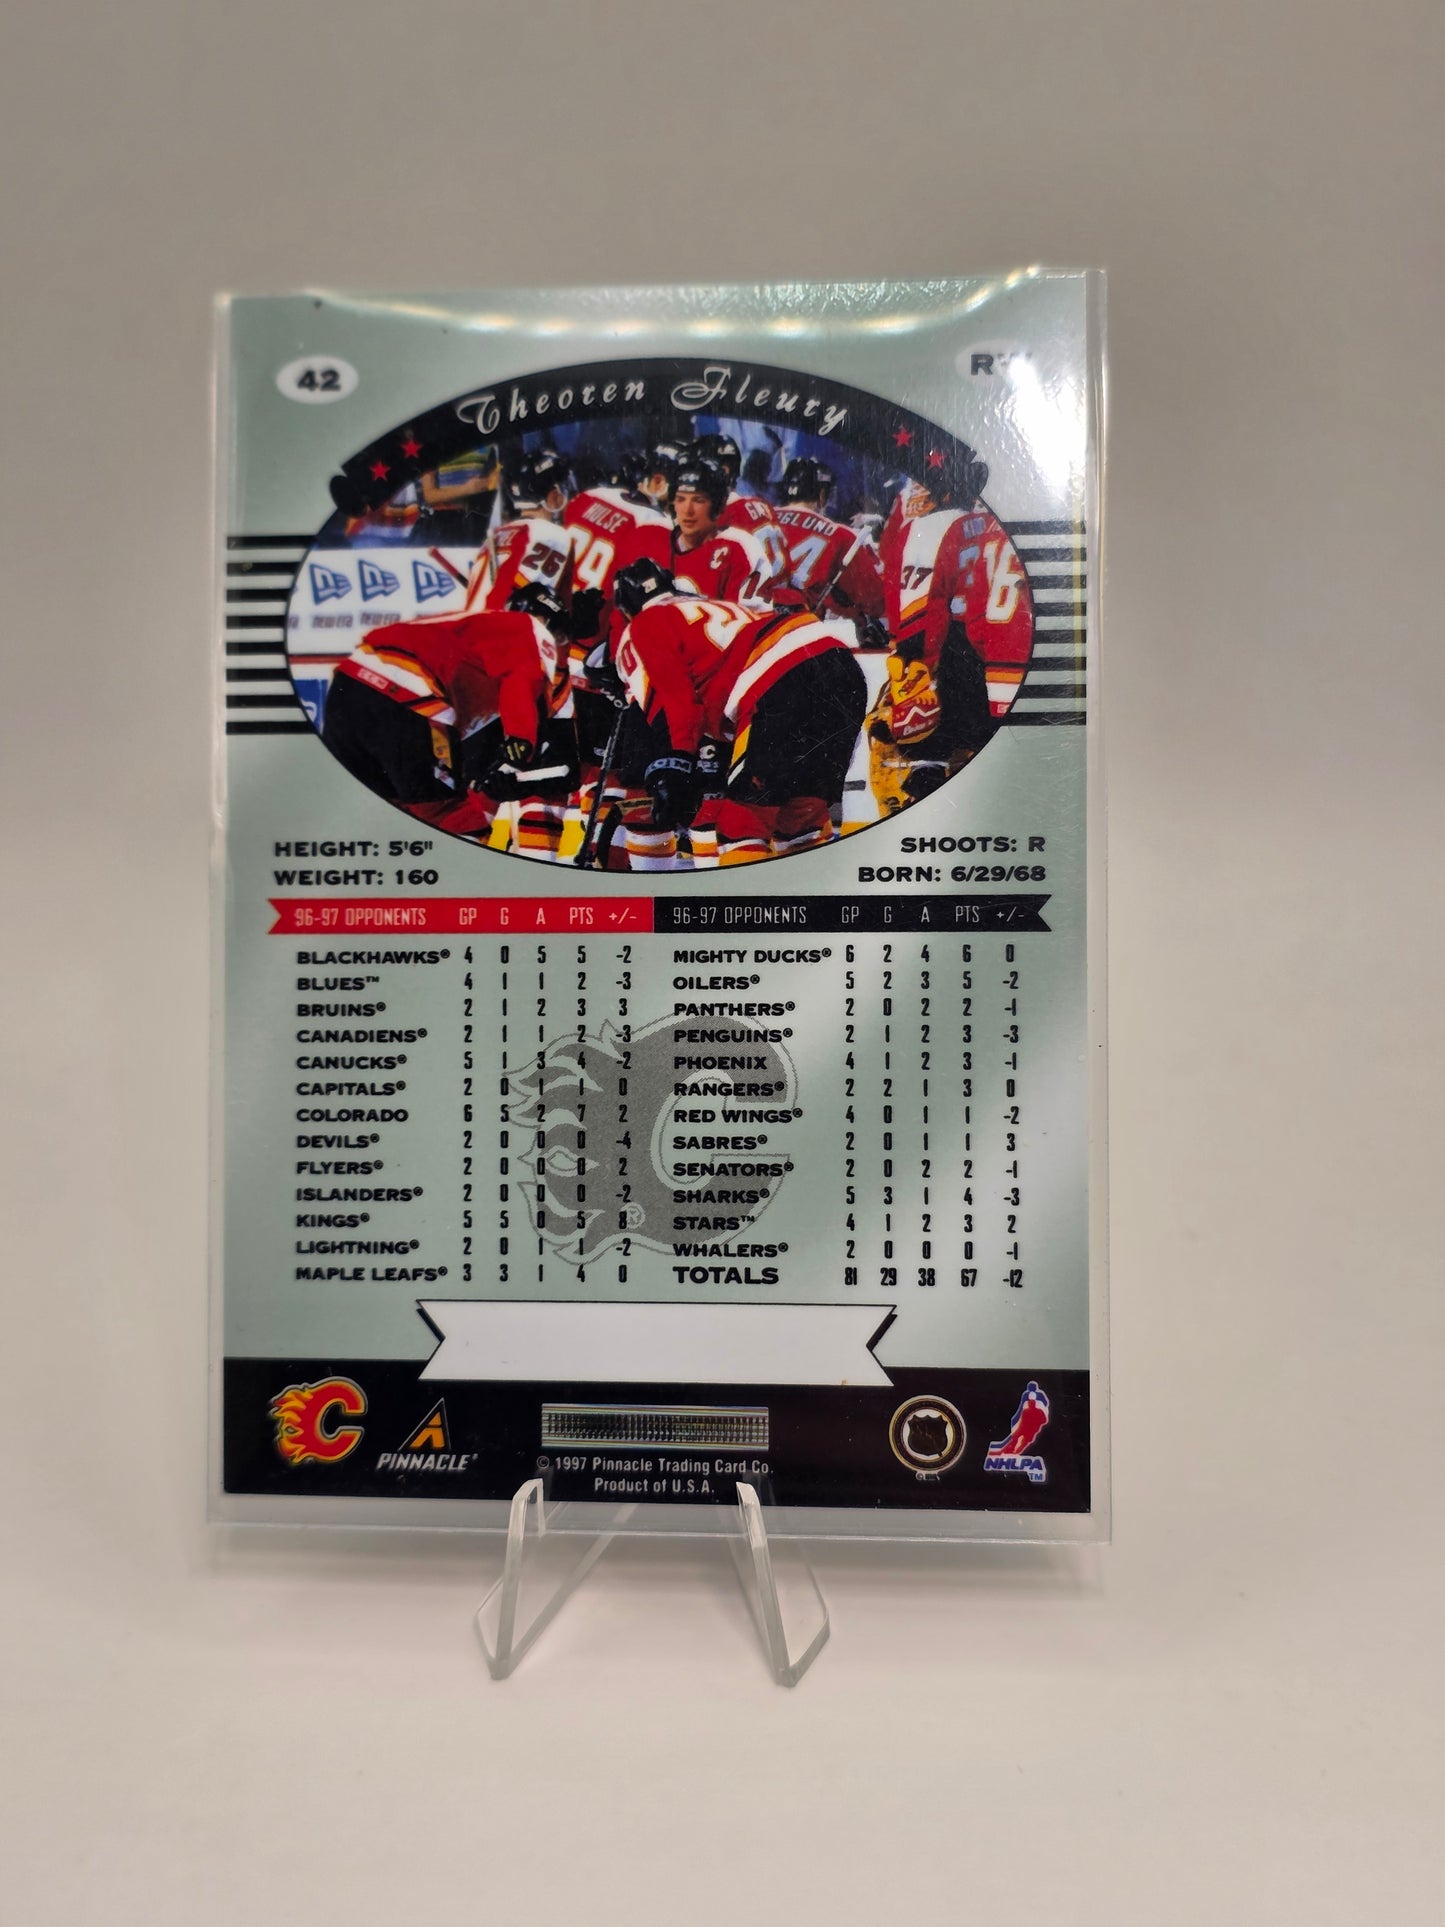 42
RW
Theoren Fleury
HULSE
GLUND
26
37
16
HEIGHT: 5'6"
WEIGHT: 160
SHOOTS: R
BORN: 6/29/68
96-97 OPPONENTS GP G A PTS +/-
BLACKHAWKS® 4 0 5 5 -2
BLUES™ 4 1 1 2 -3
BRUINS® 2 1 2 3 3
CANADIENS® 2 1 1 2 -3
CANUCKS® 5 1 3 4 -2
CAPITALS® 2 0 1 1 0
COLORADO 6 5 2 7 2
DEVILS® 2 0 0 0 -4
FLYERS® 2 0 0 0 2
ISLANDERS® 2 0 0 0 -2
KINGS® 5 5 0 5 8
LIGHTNING® 2 0 1 1 -2
MAPLE LEAFS® 3 3 1 4 0
96-97 OPPONENTS GP G A PTS +/-
MIGHTY DUCKS® 6 2 4 6 0
OILERS® 5 2 3 5 -2
PANTHERS® 2 0 2 2 -1
PENGUINS® 2 1 2 3 -3
PHOENIX 4 1 2 3 -1
RANGERS® 2 2 1 3 0
RED WINGS® 4 0 1 1 -2
SABRES® 2 0 1 1 3
SENATORS® 2 0 2 2 -1
SHARKS® 5 3 1 4 -3
STARS™ 4 1 2 3 2
WHALERS® 2 0 0 0 -1
TOTALS 81 29 38 67 -12
PINNACLE®
© 1997 Pinnacle Trading Card Co.
Product of U.S.A.
NHLPA
TM